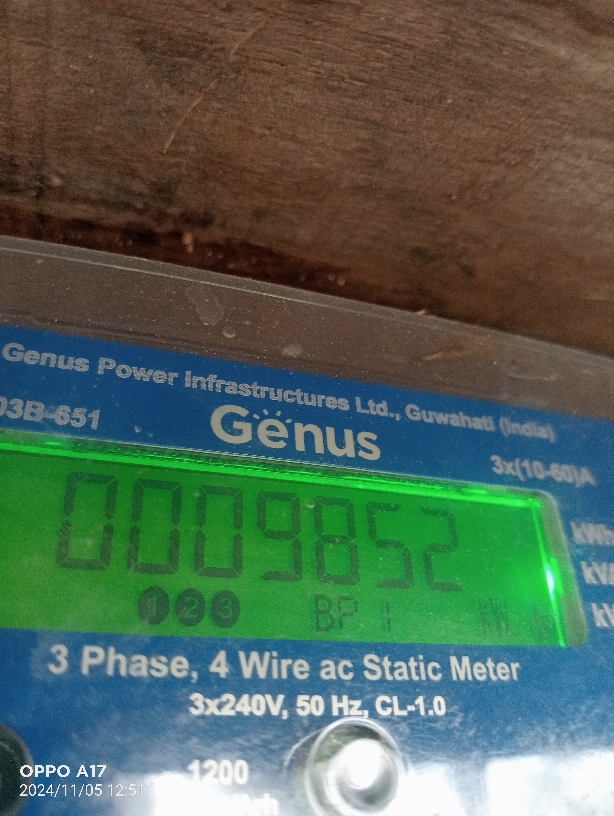 Genus Power Infrastructures Ltd., Guwahati (India)
03B-651
Genus
3x(10-60)A
0009852
kWh
1 2 3
BP 1
3 Phase, 4 Wire ac Static Meter
3x240V, 50 Hz, CL-1.0
1200
OPPO A17
2024/11/05 12:51